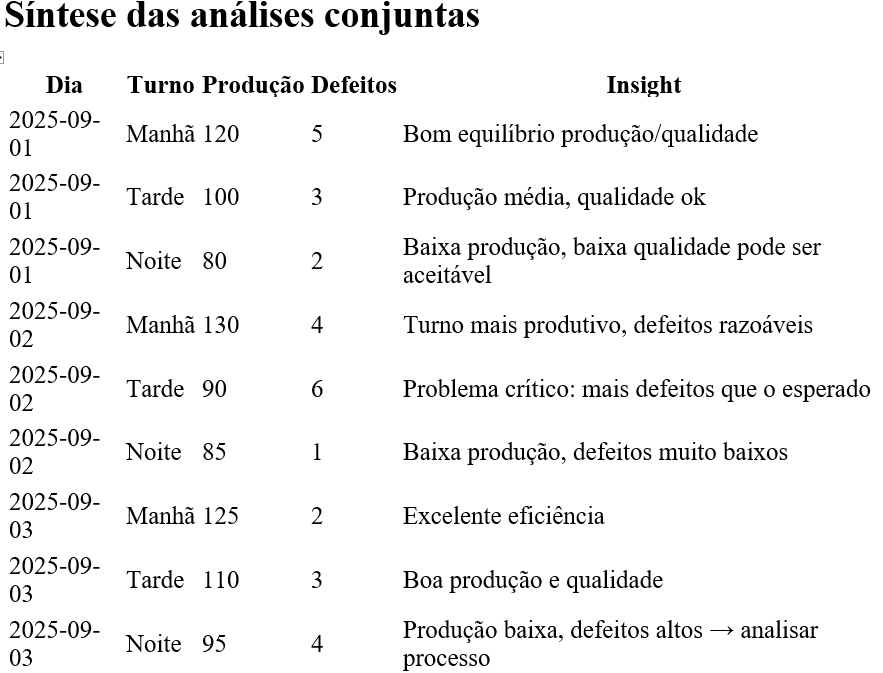 Síntese das análises conjuntas
Dia Turno Produção Defeitos Insight
2025-09-
01 Manhã 120 5 Bom equilíbrio produção/qualidade
2025-09-
01 Tarde 100 3 Produção média, qualidade ok
2025-09-
01 Noite 80 2 Baixa produção, baixa qualidade pode ser
aceitável
2025-09-
02 Manhã 130 4 Turno mais produtivo, defeitos razoáveis
2025-09-
02 Tarde 90 6 Problema crítico: mais defeitos que o esperado
2025-09-
02 Noite 85 1 Baixa produção, defeitos muito baixos
2025-09-
03 Manhã 125 2 Excelente eficiência
2025-09-
03 Tarde 110 3 Boa produção e qualidade
2025-09-
03 Noite 95 4 Produção baixa, defeitos altos → analisar
processo